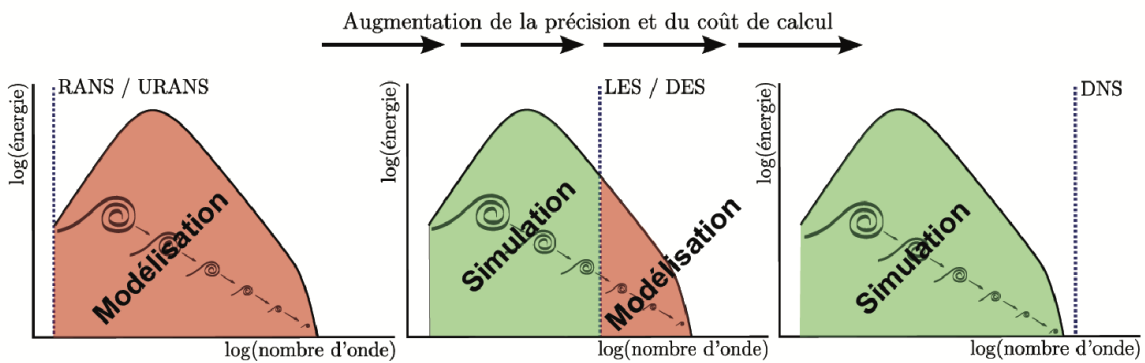 Augmentation de la précision et du coût de calcul
RANS / URANS
log(énergie)
Modélisation
log(nombre d'onde)
LES / DES
log(énergie)
Simulation
Modélisation
log(nombre d'onde)
DNS
log(énergie)
Simulation
log(nombre d'onde)